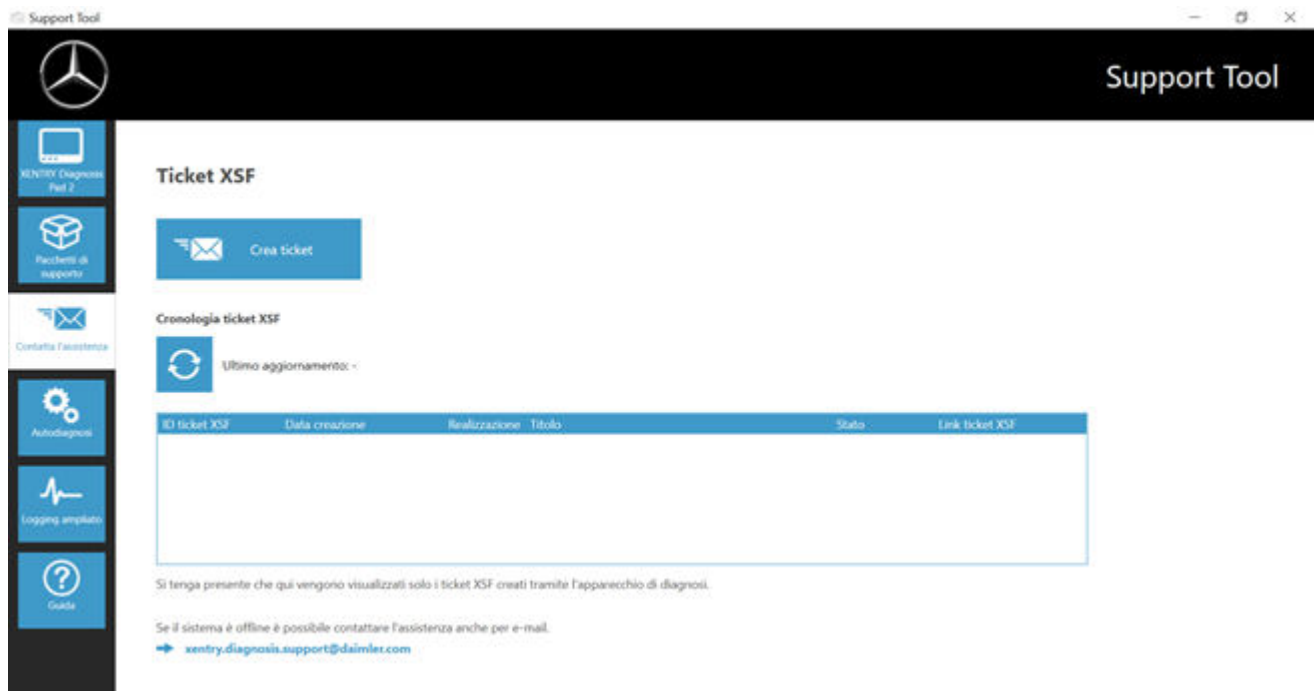 Support Tool
Support Tool
XENTRY Diagnosis
Pad 2
Pacchetti di
supporto
Contatta l'assistenza
Autodiagnosi
Logging ampliato
Guida
Ticket XSF
Crea ticket
Cronologia ticket XSF
Ultimo aggiornamento: -
ID ticket XSF Data creazione Realizzazione Titolo Stato Link ticket XSF
Si tenga presente che qui vengono visualizzati solo i ticket XSF creati tramite l'apparecchio di diagnosi.
Se il sistema è offline è possibile contattare l'assistenza anche per e-mail.
xentry.diagnosis.support@daimler.com